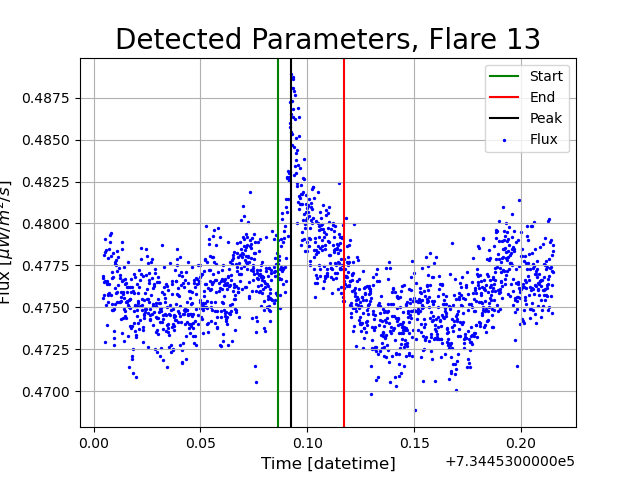 Detected Parameters, Flare 13
Start
End
Peak
Flux
0.4875
0.4850
0.4825
0.4800
0.4775
0.4750
0.4725
0.4700
Flux [μW/m²/s]
0.00 0.05 0.10 0.15 0.20
Time [datetime]
+7.3445300000e5